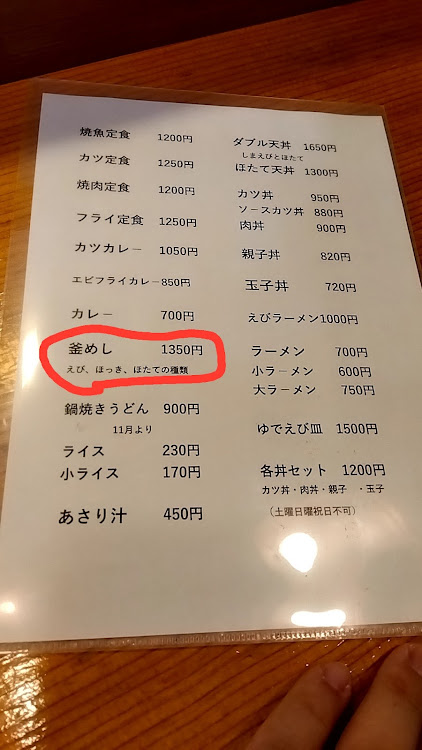 焼魚定食 1200円
カツ定食 1250円
焼肉定食 1200円
フライ定食 1250円
カツカレー 1050円
エビフライカレー850円
カレー 700円
釜めし 1350円
えび、ほっき、ほたての種類
鍋焼きうどん 900円
11月より
ライス 230円
小ライス 170円
あさり汁 450円
ダブル天丼 1650円
しまえびとほたて
ほたて天丼 1300円
カツ丼 950円
ソースカツ丼 880円
肉丼 900円
親子丼 820円
玉子丼 720円
えびラーメン1000円
ラーメン 700円
小ラーメン 600円
大ラーメン 750円
ゆでえび皿 1500円
各丼セット 1200円
カツ丼・肉丼・親子 ・玉子
（土曜日曜祝日不可）